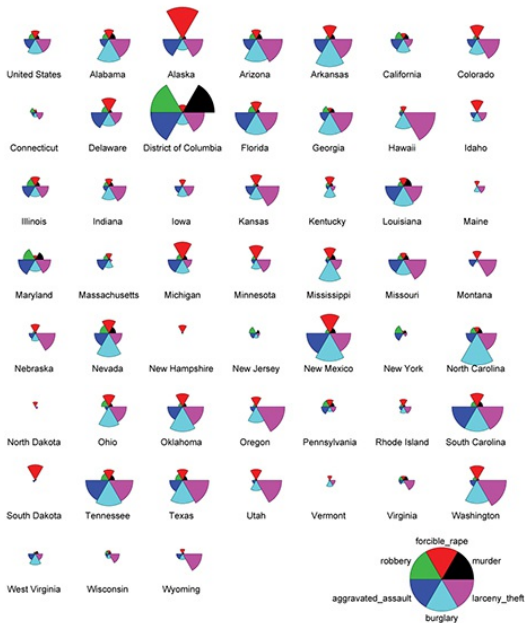 United States Alabama Alaska Arizona Arkansas California Colorado
Connecticut Delaware District of Columbia Florida Georgia Hawaii Idaho
Illinois Indiana Iowa Kansas Kentucky Louisiana Maine
Maryland Massachusetts Michigan Minnesota Mississippi Missouri Montana
Nebraska Nevada New Hampshire New Jersey New Mexico New York North Carolina
North Dakota Ohio Oklahoma Oregon Pennsylvania Rhode Island South Carolina
South Dakota Tennessee Texas Utah Vermont Virginia Washington
West Virginia Wisconsin Wyoming
forcible_rape
robbery murder
aggravated_assault larceny_theft
burglary